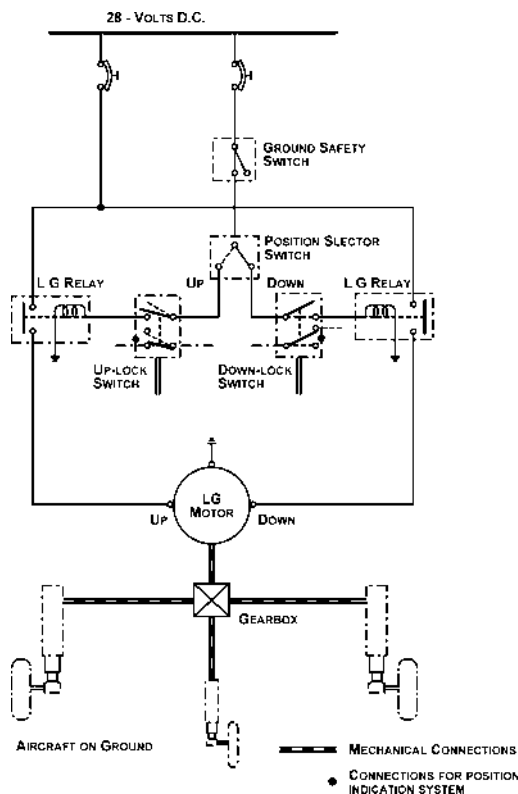 28 - VOLTS D.C.
GROUND SAFETY
SWITCH
POSITION SLECTOR
SWITCH
UP
DOWN
L G RELAY
L G RELAY
UP-LOCK
SWITCH
DOWN-LOCK
SWITCH
LG
MOTOR
UP
DOWN
GEARBOX
AIRCRAFT ON GROUND
MECHANICAL CONNECTIONS
CONNECTIONS FOR POSITION
INDICATION SYSTEM